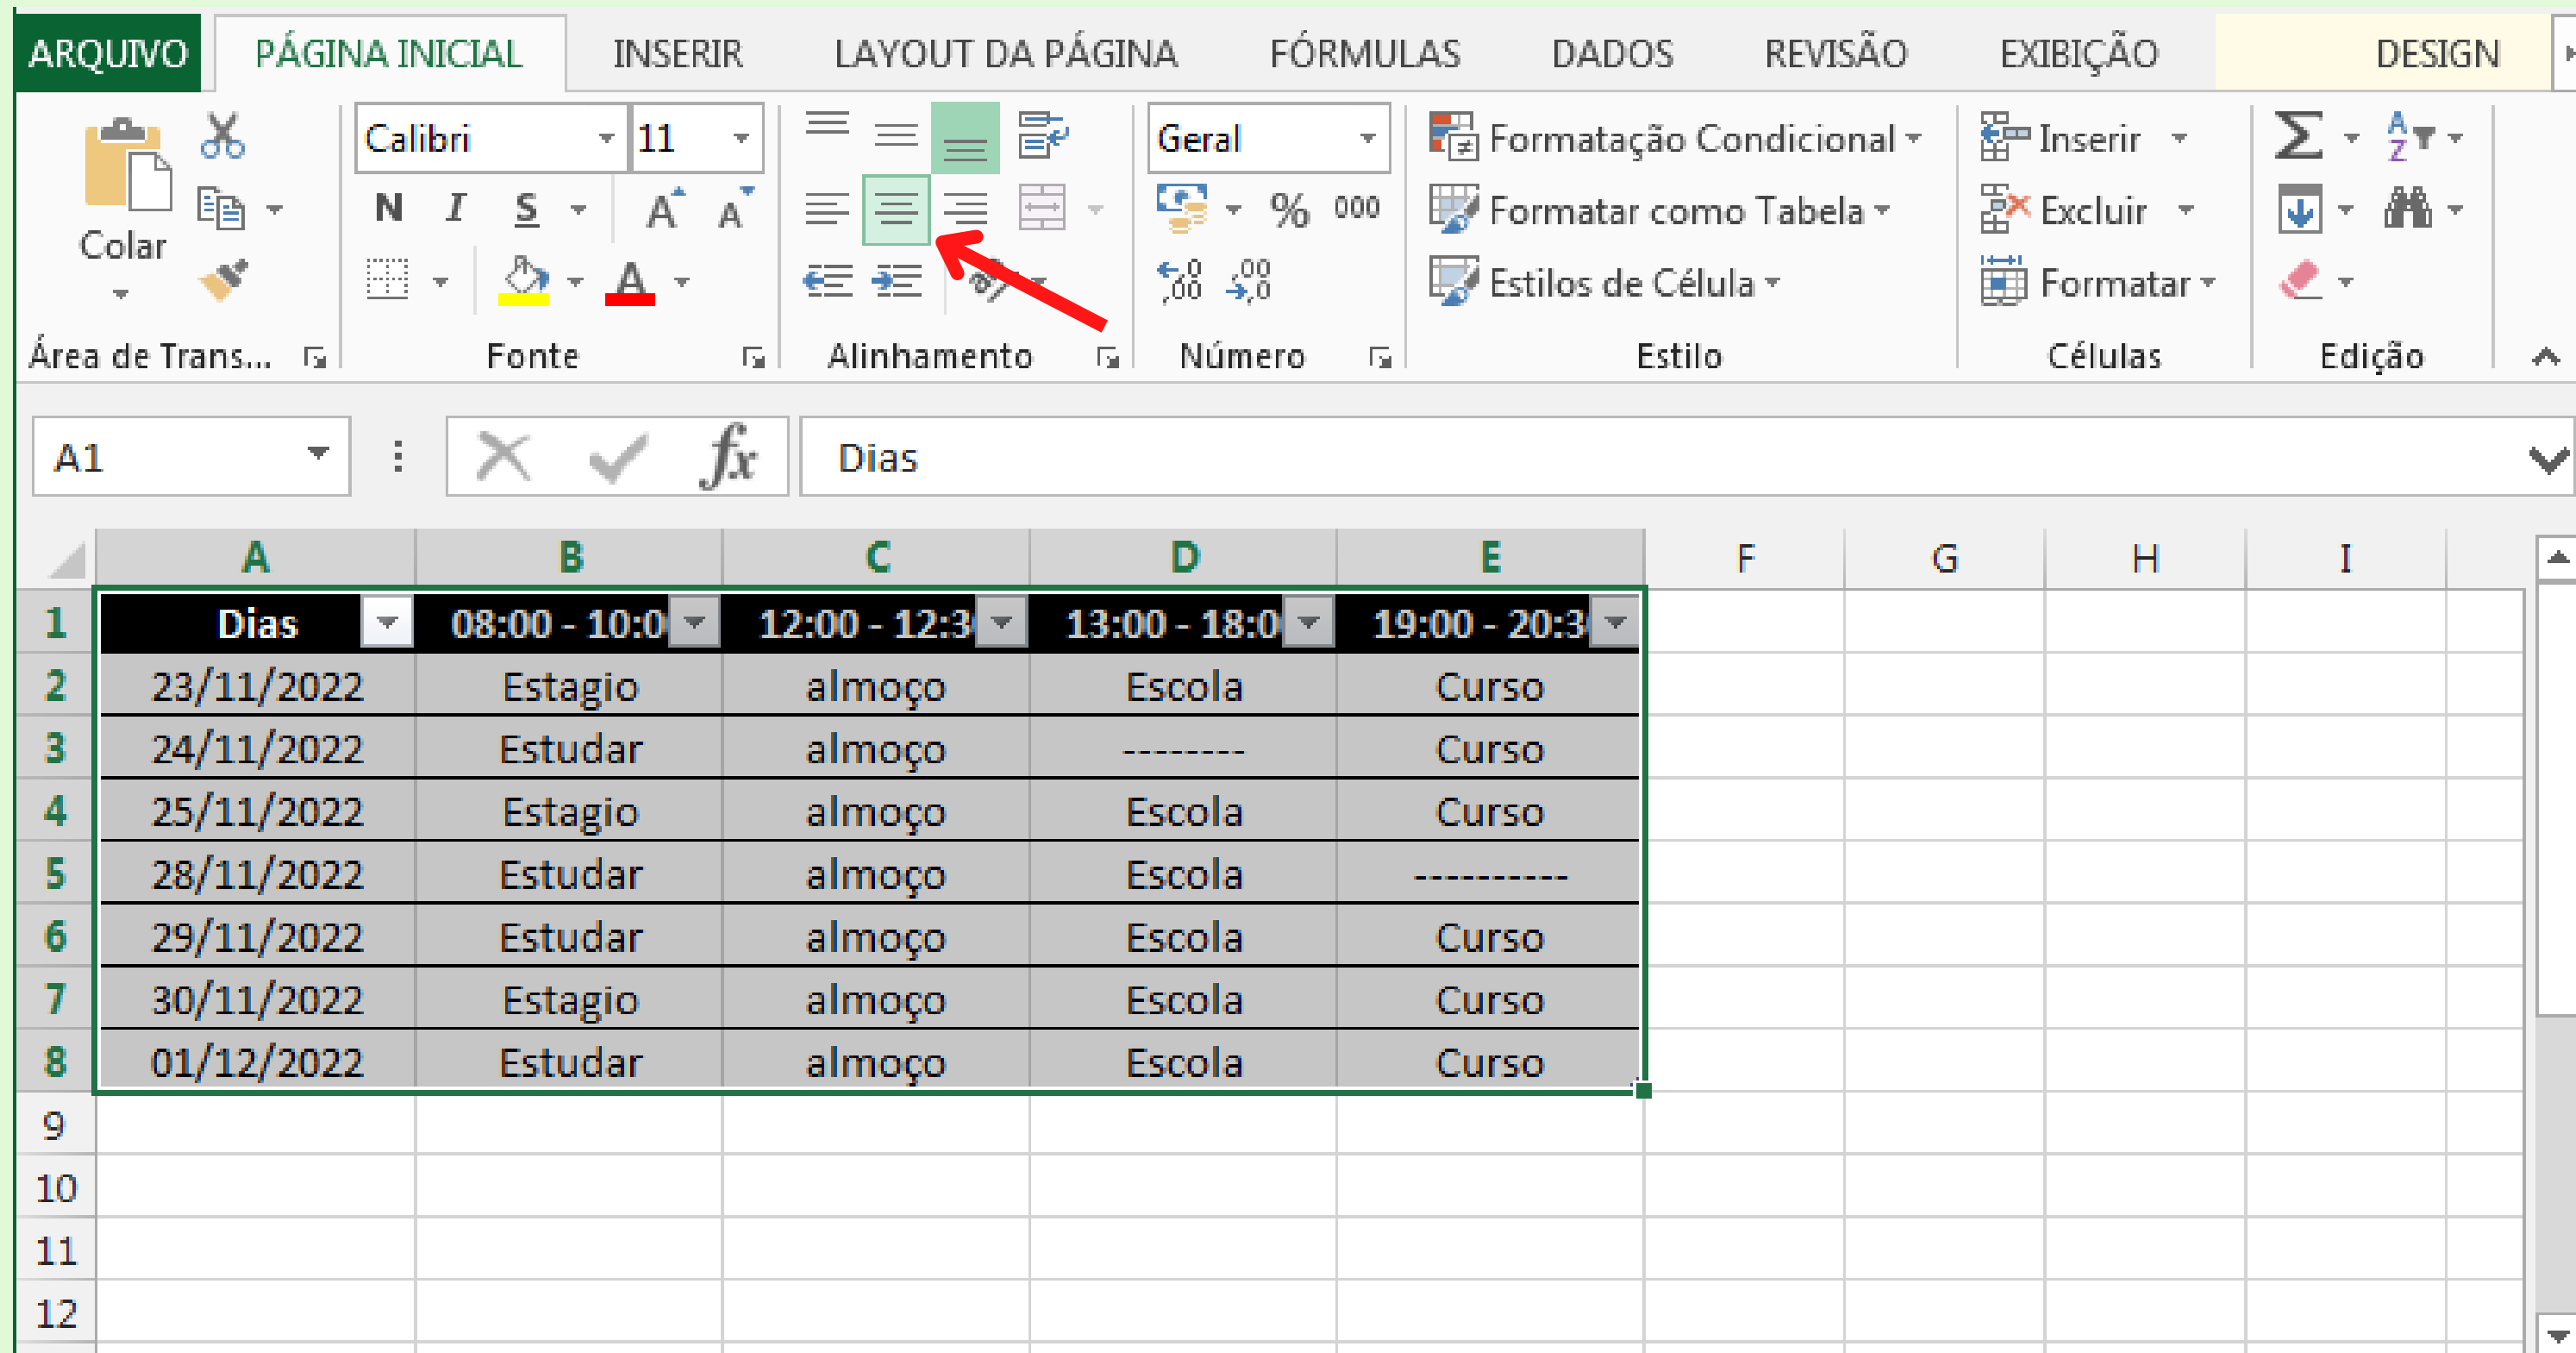 ARQUIVO PÁGINA INICIAL INSERIR LAYOUT DA PÁGINA FÓRMULAS DADOS REVISÃO EXIBIÇÃO DESIGN
Calibri 11 Geral Formatação Condicional Inserir Σ A Z
Colar N I S A A % 000 Formatar como Tabela Excluir
A ab ,0 ,00 ,00 ,0 Estilos de Célula Formatar
Área de Trans... Fonte Alinhamento Número Estilo Células Edição
A1 fx Dias
A B C D E F G H I
1 Dias 08:00 - 10:0 12:00 - 12:3 13:00 - 18:0 19:00 - 20:3
2 23/11/2022 Estagio almoço Escola Curso
3 24/11/2022 Estudar almoço -------- Curso
4 25/11/2022 Estagio almoço Escola Curso
5 28/11/2022 Estudar almoço Escola ----------
6 29/11/2022 Estudar almoço Escola Curso
7 30/11/2022 Estagio almoço Escola Curso
8 01/12/2022 Estudar almoço Escola Curso
9
10
11
12